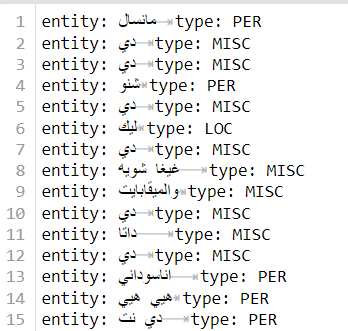 1 entity: مانسال type: PER
2 entity: دي type: MISC
3 entity: دي type: MISC
4 entity: شنو type: PER
5 entity: دي type: MISC
6 entity: ليك type: LOC
7 entity: دي type: MISC
8 entity: غيغا شويه type: MISC
9 entity: والميقابايت type: MISC
10 entity: دي type: MISC
11 entity: داتا type: MISC
12 entity: دي type: MISC
13 entity: اناسوداني type: PER
14 entity: هيي هيي type: PER
15 entity: دي نت type: PER